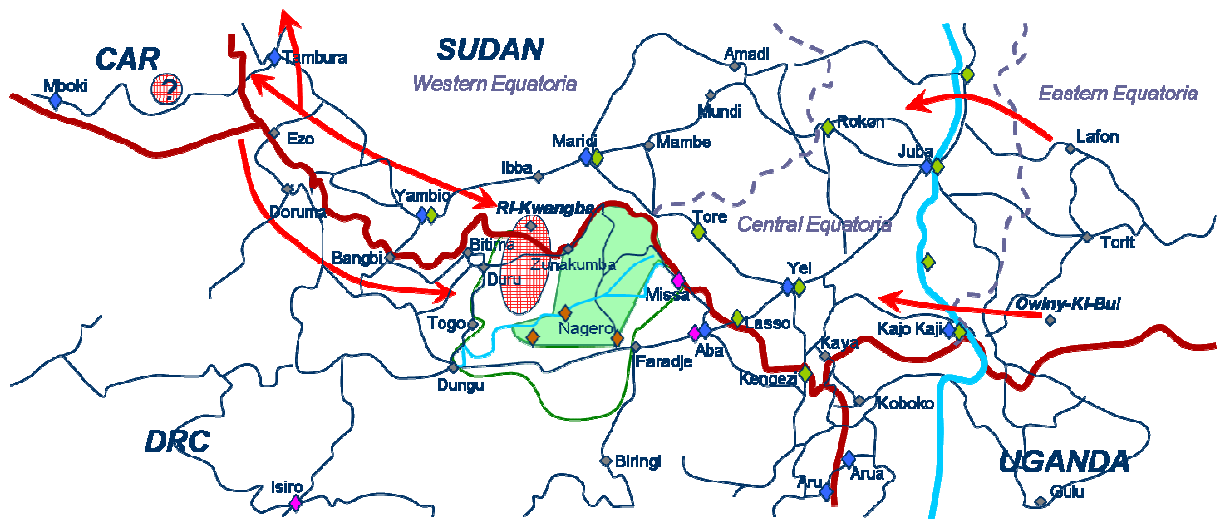 SUDAN
CAR
Tambura
Amadi
Western Equatoria
Mboki
?
Eastern Equatoria
Mundi
Rokon
Ezo
Maridi
Mambe
Lafon
Juba
Ibba
Yambio
Doruma
RI-Kwangba
Tore
Central Equatoria
Torit
Bitima
Bangbi
Zunakumba
Duru
Yei
Missa
Owiny-Ki-Bul
Togo
Nagero
Lasso
Kajo Kaji
Aba
Kaya
Faradje
Dungu
Kengezi
Koboko
DRC
Biringi
UGANDA
Arua
Isiro
Aru
Gulu